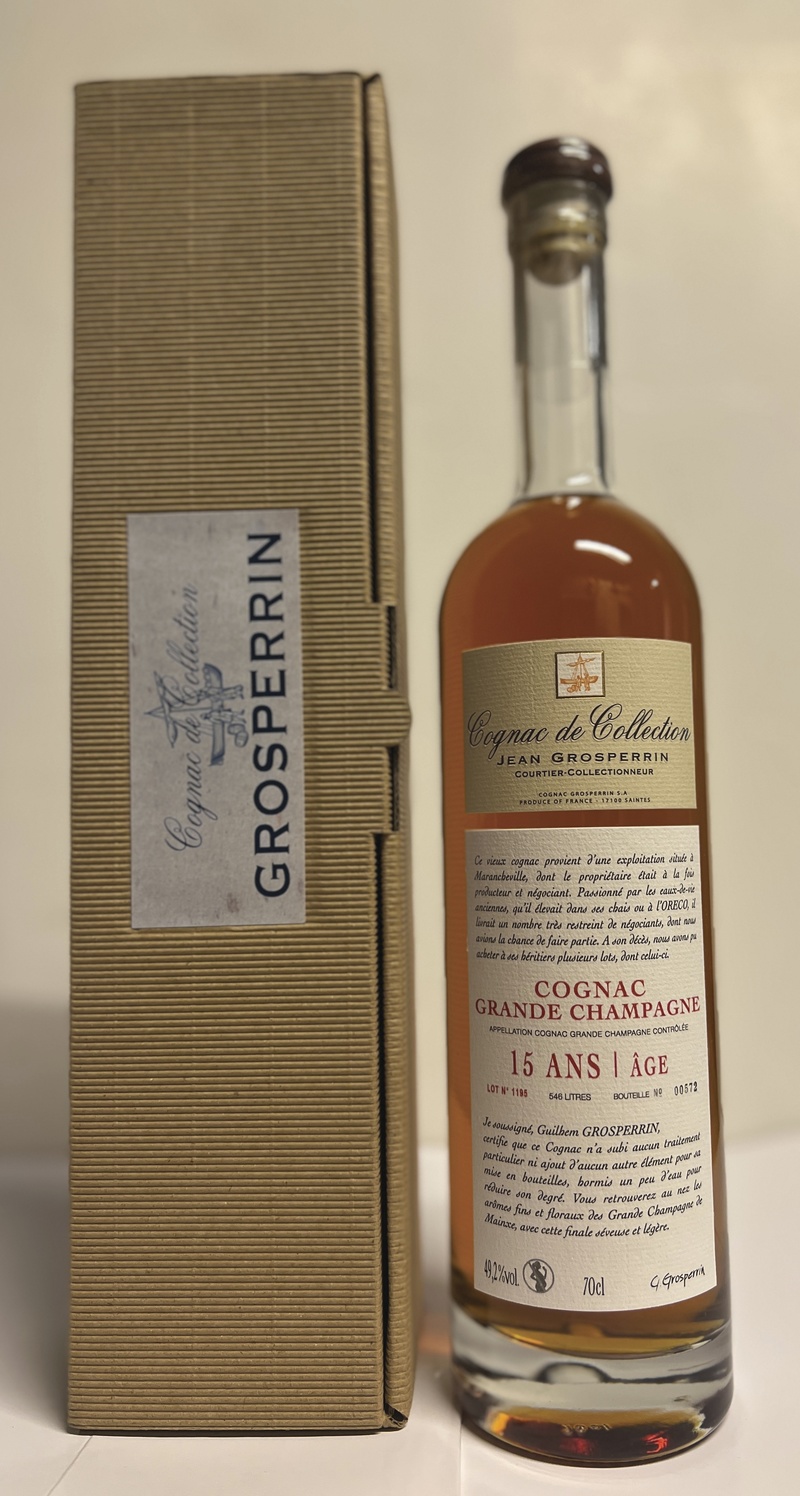 Cognac de Collection
GROSPERRIN
Cognac de Collection
JEAN GROSPERRIN
COURTIER-COLLECTIONNEUR
COGNAC GROSPERRIN S.A
PRODUCE OF FRANCE - 17100 SAINTES
Ce vieux cognac provient d'une exploitation située à
Marancheville, dont le propriétaire était à la fois
producteur et négociant. Passionné par les eaux-de-vie
anciennes, qu'il élevait dans ses chais ou à l'ORECO, il
livrait un nombre très restreint de négociants, dont nous
avions la chance de faire partie. A son décès, nous avons pu
acheter à ses héritiers plusieurs lots, dont celui-ci.
COGNAC
GRANDE CHAMPAGNE
APPELLATION COGNAC GRANDE CHAMPAGNE CONTRÔLÉE
15 ANS | ÂGE
LOT N° 1195 546 LITRES BOUTEILLE Nº 00572
Je soussigné, Guilhem GROSPERRIN,
certifie que ce Cognac n'a subi aucun traitement
particulier ni ajout d'aucun autre élément pour sa
mise en bouteilles, hormis un peu d'eau pour
réduire son degré. Vous retrouverez au nez les
arômes fins et floraux des Grande Champagne de
Mainxe, avec cette finale séveuse et légère.
49,2%vol. 70cl G. Grosperrin